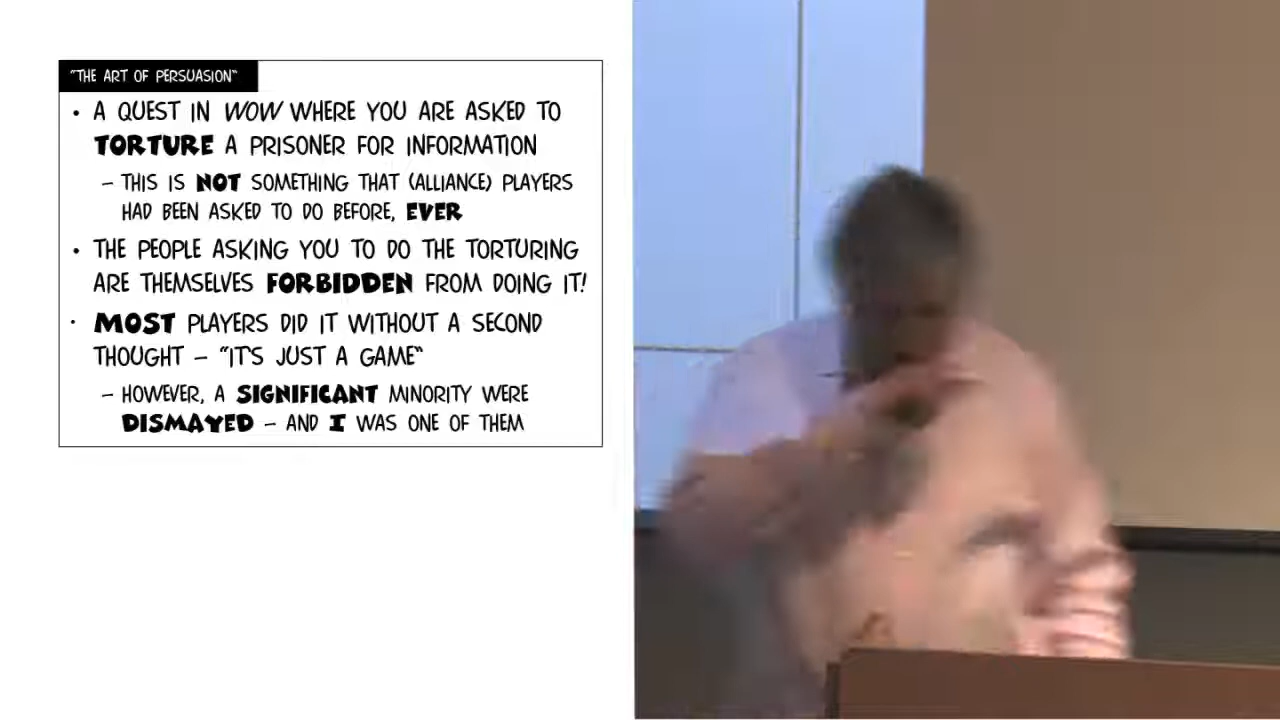 "THE ART OF PERSUASION"
• A QUEST IN WOW WHERE YOU ARE ASKED TO
TORTURE A PRISONER FOR INFORMATION
– THIS IS NOT SOMETHING THAT (ALLIANCE) PLAYERS
HAD BEEN ASKED TO DO BEFORE, EVER
• THE PEOPLE ASKING YOU TO DO THE TORTURING
ARE THEMSELVES FORBIDDEN FROM DOING IT!
• MOST PLAYERS DID IT WITHOUT A SECOND
THOUGHT – "IT'S JUST A GAME"
– HOWEVER, A SIGNIFICANT MINORITY WERE
DISMAYED – AND I WAS ONE OF THEM